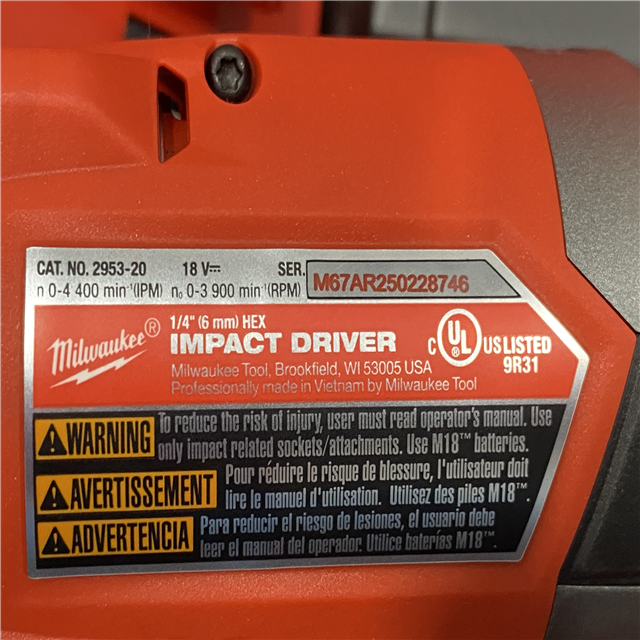 CAT. NO. 2953-20 18 V⎓ SER. M67AR250228746
n 0-4 400 min⁻¹(IPM) n₀ 0-3 900 min⁻¹(RPM)
1/4" (6 mm) HEX
Milwaukee® IMPACT DRIVER
Milwaukee Tool, Brookfield, WI 53005 USA
Professionally made in Vietnam by Milwaukee Tool
C UL® US LISTED
9R31
⚠WARNING To reduce the risk of injury, user must read operator's manual. Use
only impact related sockets/attachments. Use M18™ batteries.
⚠AVERTISSEMENT Pour réduire le risque de blessure, l'utilisateur doit
lire le manuel d'utilisation. Utilisez des piles M18™.
⚠ADVERTENCIA Para reducir el riesgo de lesiones, el usuario debe
leer el manual del operador. Utilice baterías M18™.